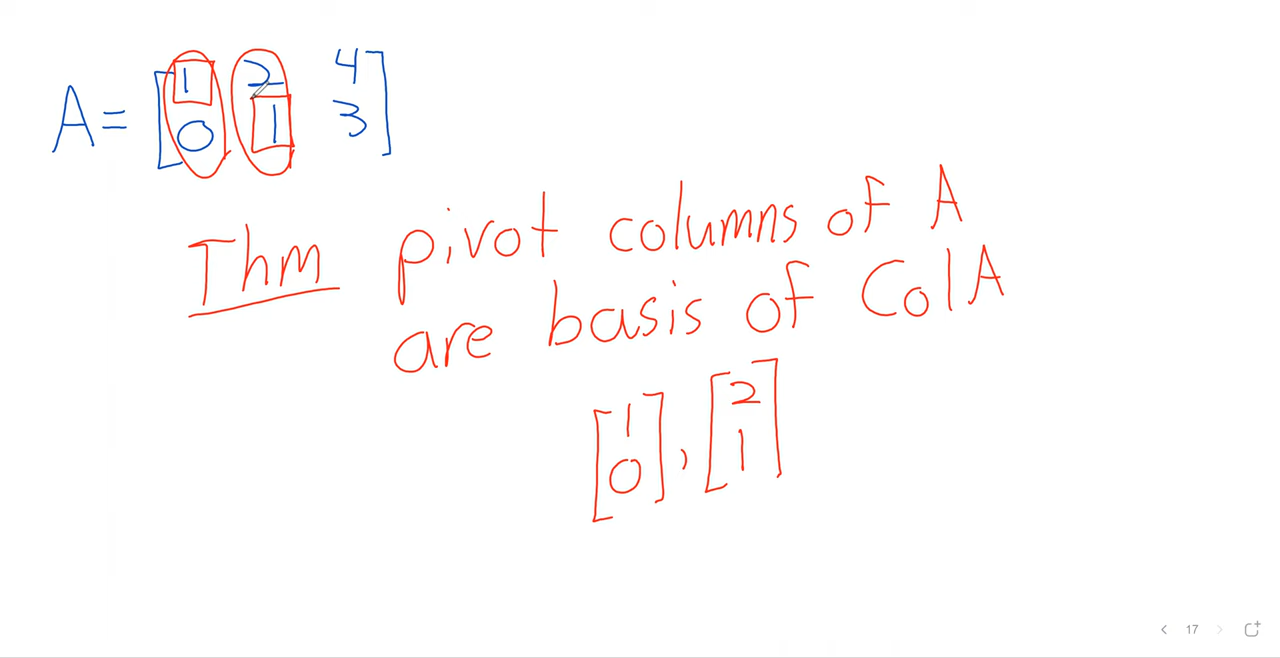 A = [1 2 4
0 1 3]
Thm pivot columns of A
are basis of Col A
[1
0], [2
1]
17